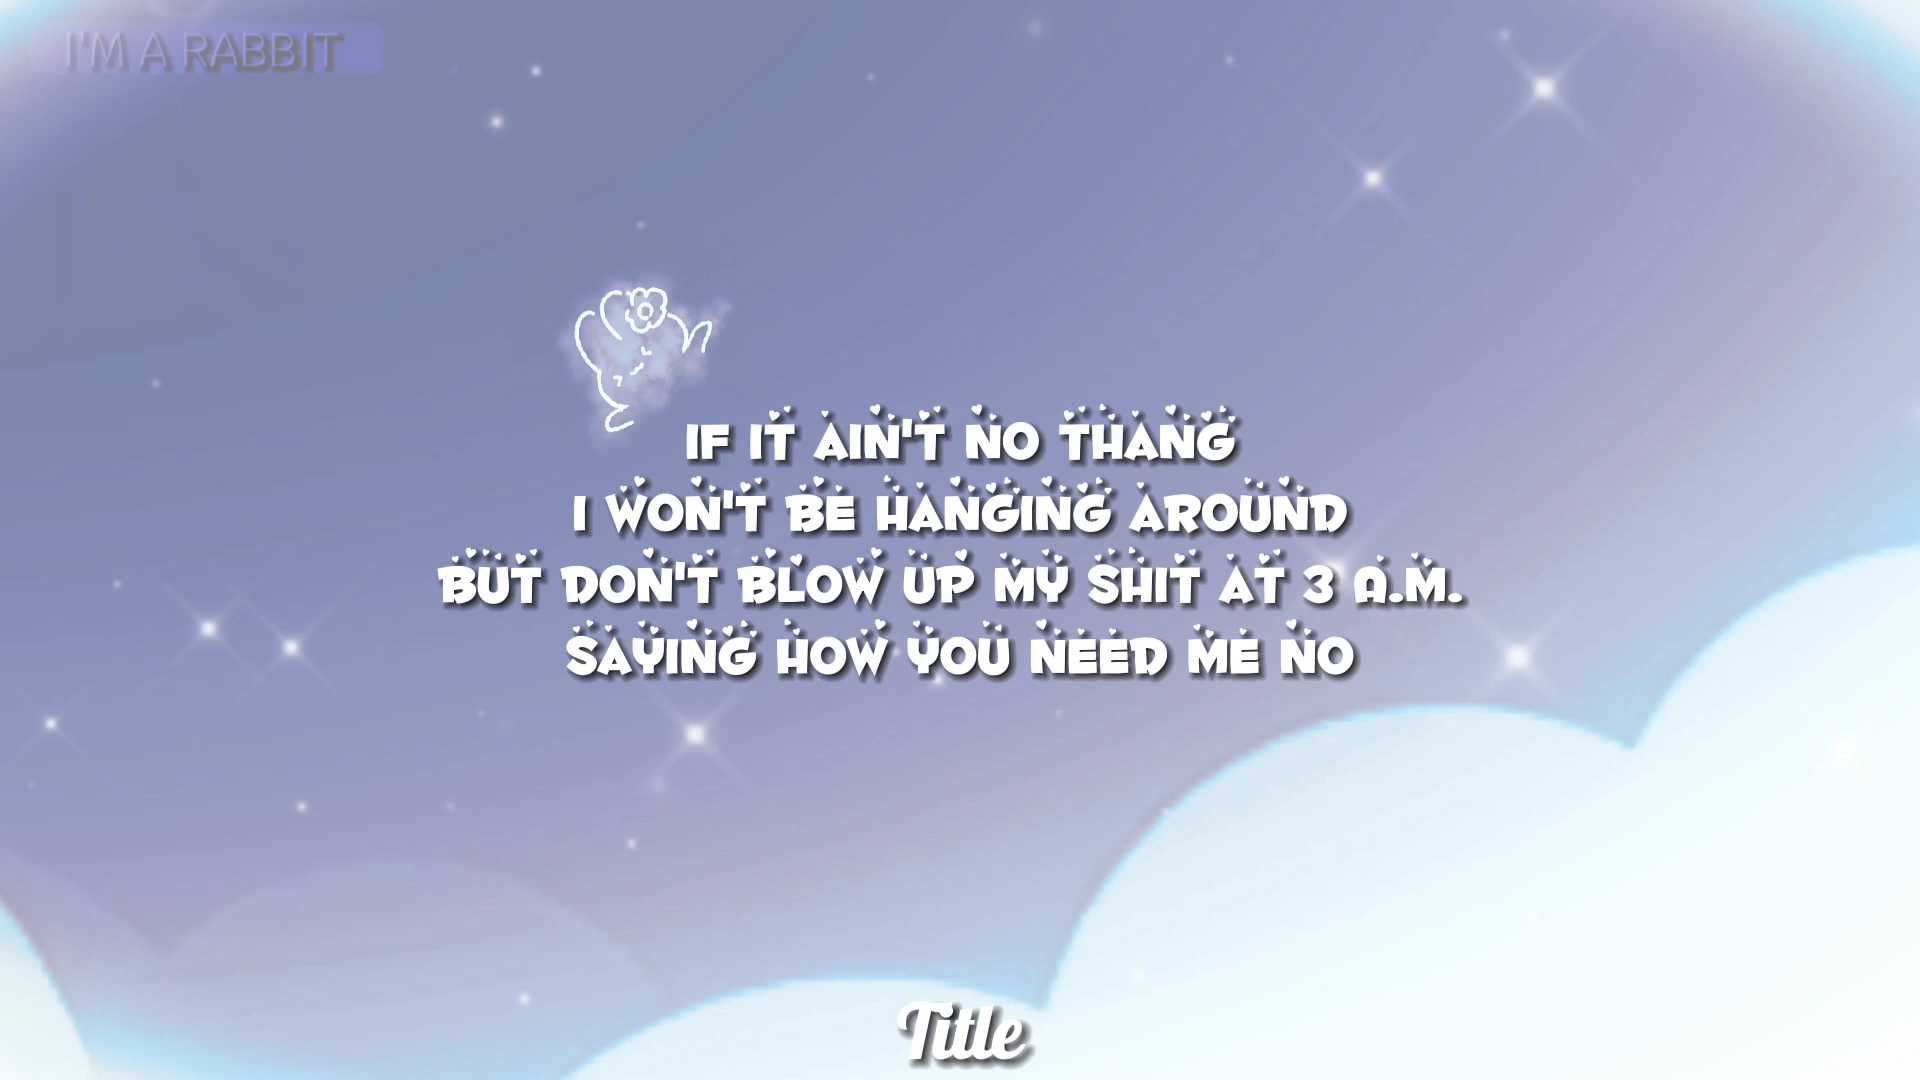 I'M A RABBIT
IF IT AIN'T NO THANG
I WON'T BE HANGING AROUND
BUT DON'T BLOW UP MY SHIT AT 3 A.M.
SAYING HOW YOU NEED ME NO
Title